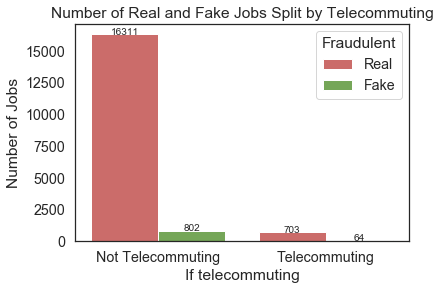 Number of Real and Fake Jobs Split by Telecommuting
Number of Jobs
15000
12500
10000
7500
5000
2500
0
16311
802
703
64
Fraudulent
Real
Fake
Not Telecommuting
Telecommuting
If telecommuting